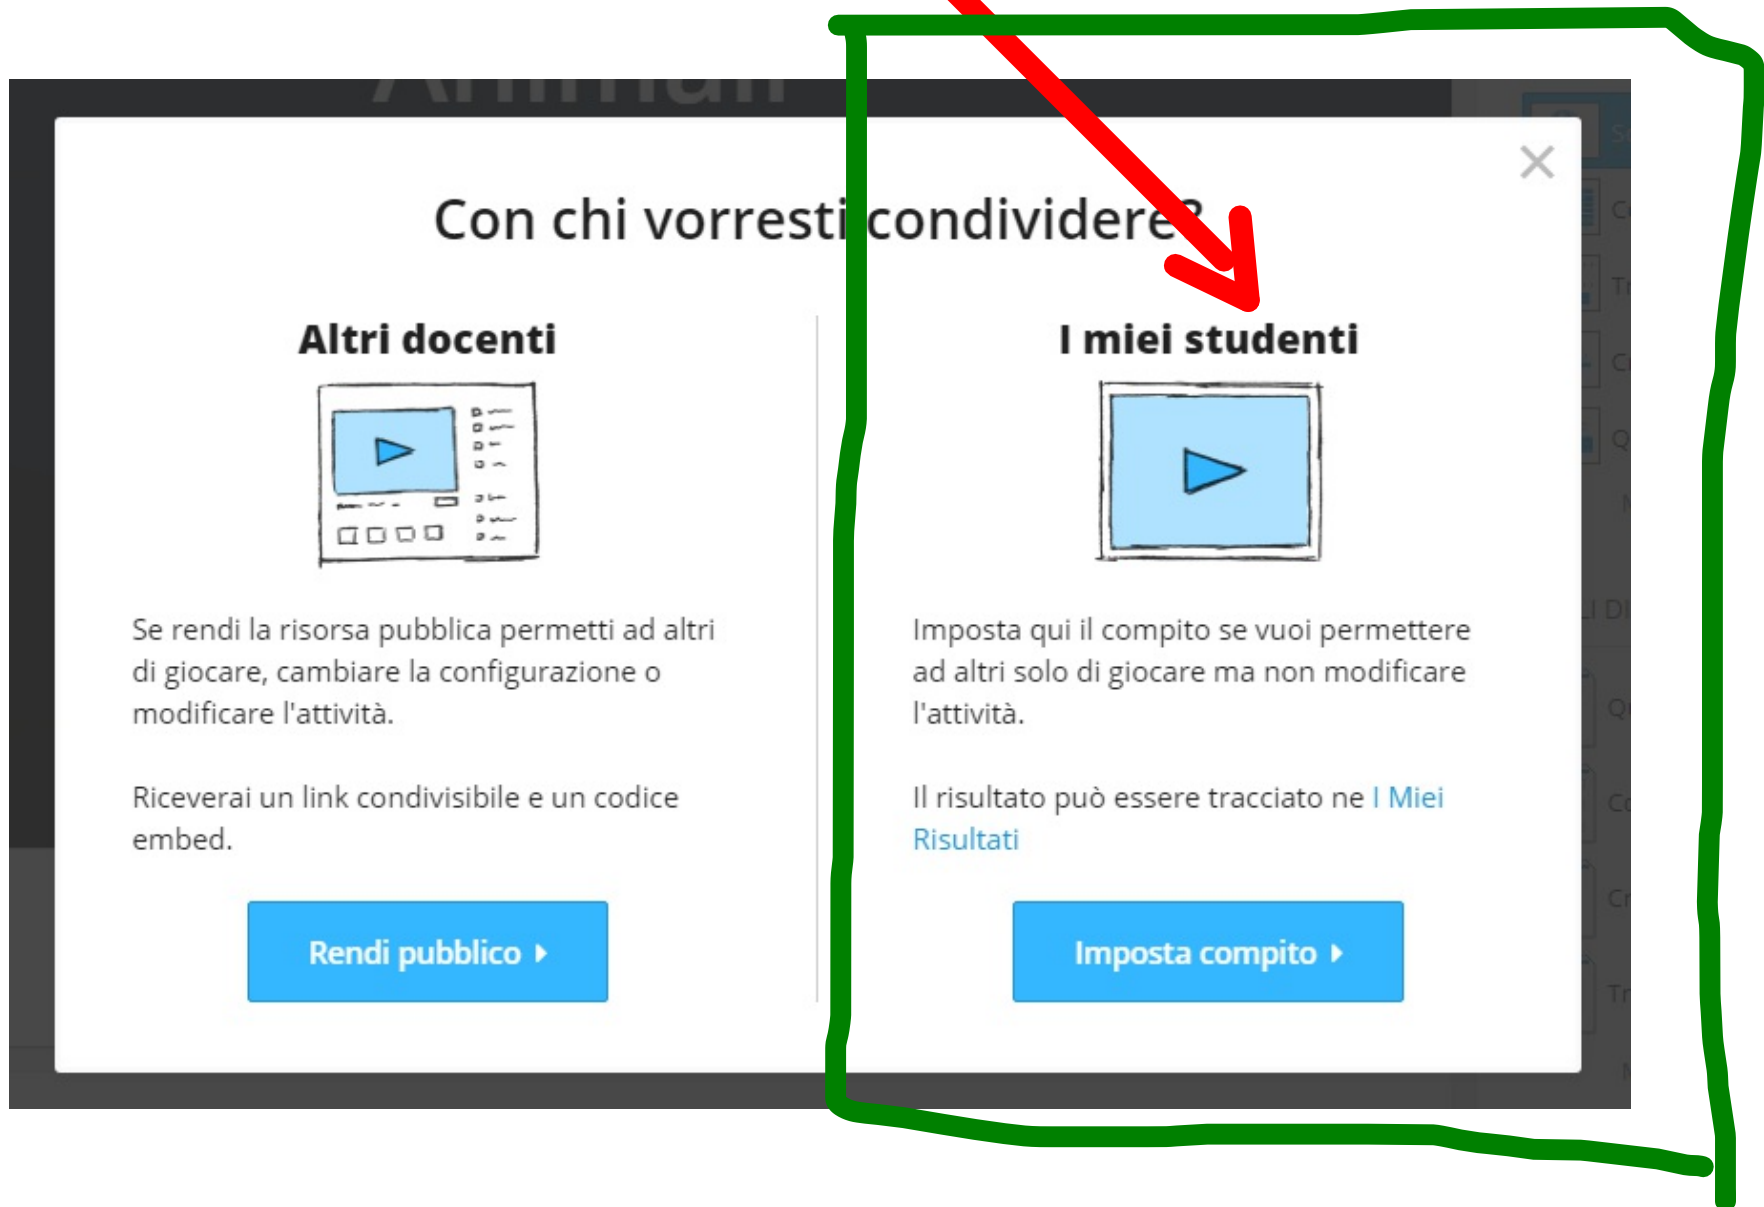 Animali
Con chi vorresti condividere?
Altri docenti
Se rendi la risorsa pubblica permetti ad altri
di giocare, cambiare la configurazione o
modificare l'attività.
Riceverai un link condivisibile e un codice
embed.
Rendi pubblico
I miei studenti
Imposta qui il compito se vuoi permettere
ad altri solo di giocare ma non modificare
l'attività.
Il risultato può essere tracciato ne I Miei
Risultati
Imposta compito